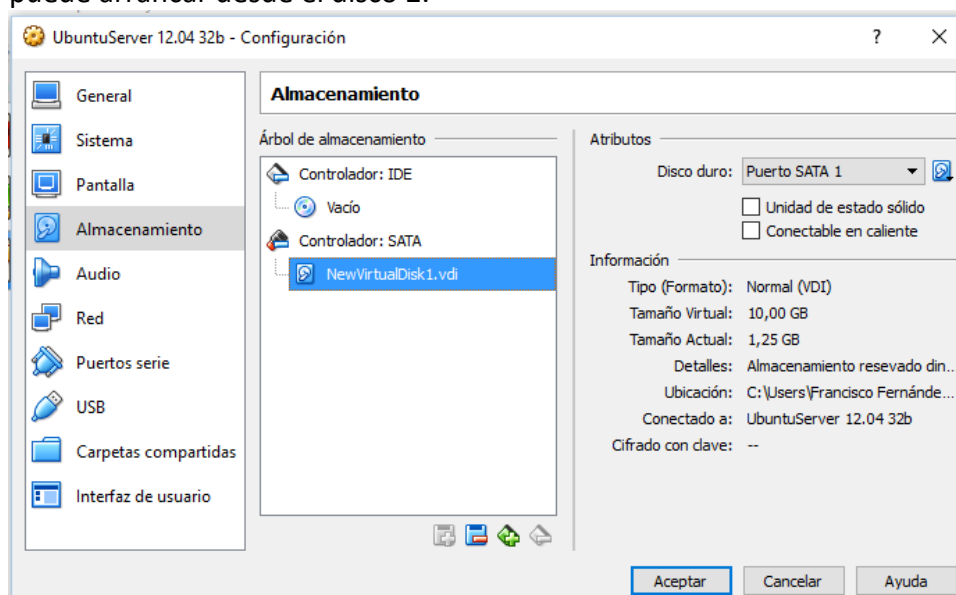 puede arrancar desde el disco 2.
UbuntuServer 12.04 32b - Configuración
?
General
Sistema
Pantalla
Almacenamiento
Audio
Red
Puertos serie
USB
Carpetas compartidas
Interfaz de usuario
Almacenamiento
Árbol de almacenamiento
Controlador: IDE
Vacío
Controlador: SATA
NewVirtualDisk1.vdi
Atributos
Disco duro: Puerto SATA 1
Unidad de estado sólido
Conectable en caliente
Información
Tipo (Formato): Normal (VDI)
Tamaño Virtual: 10,00 GB
Tamaño Actual: 1,25 GB
Detalles: Almacenamiento resevado din...
Ubicación: C:\Users\Francisco Fernánde...
Conectado a: UbuntuServer 12.04 32b
Cifrado con clave: --
Aceptar
Cancelar
Ayuda